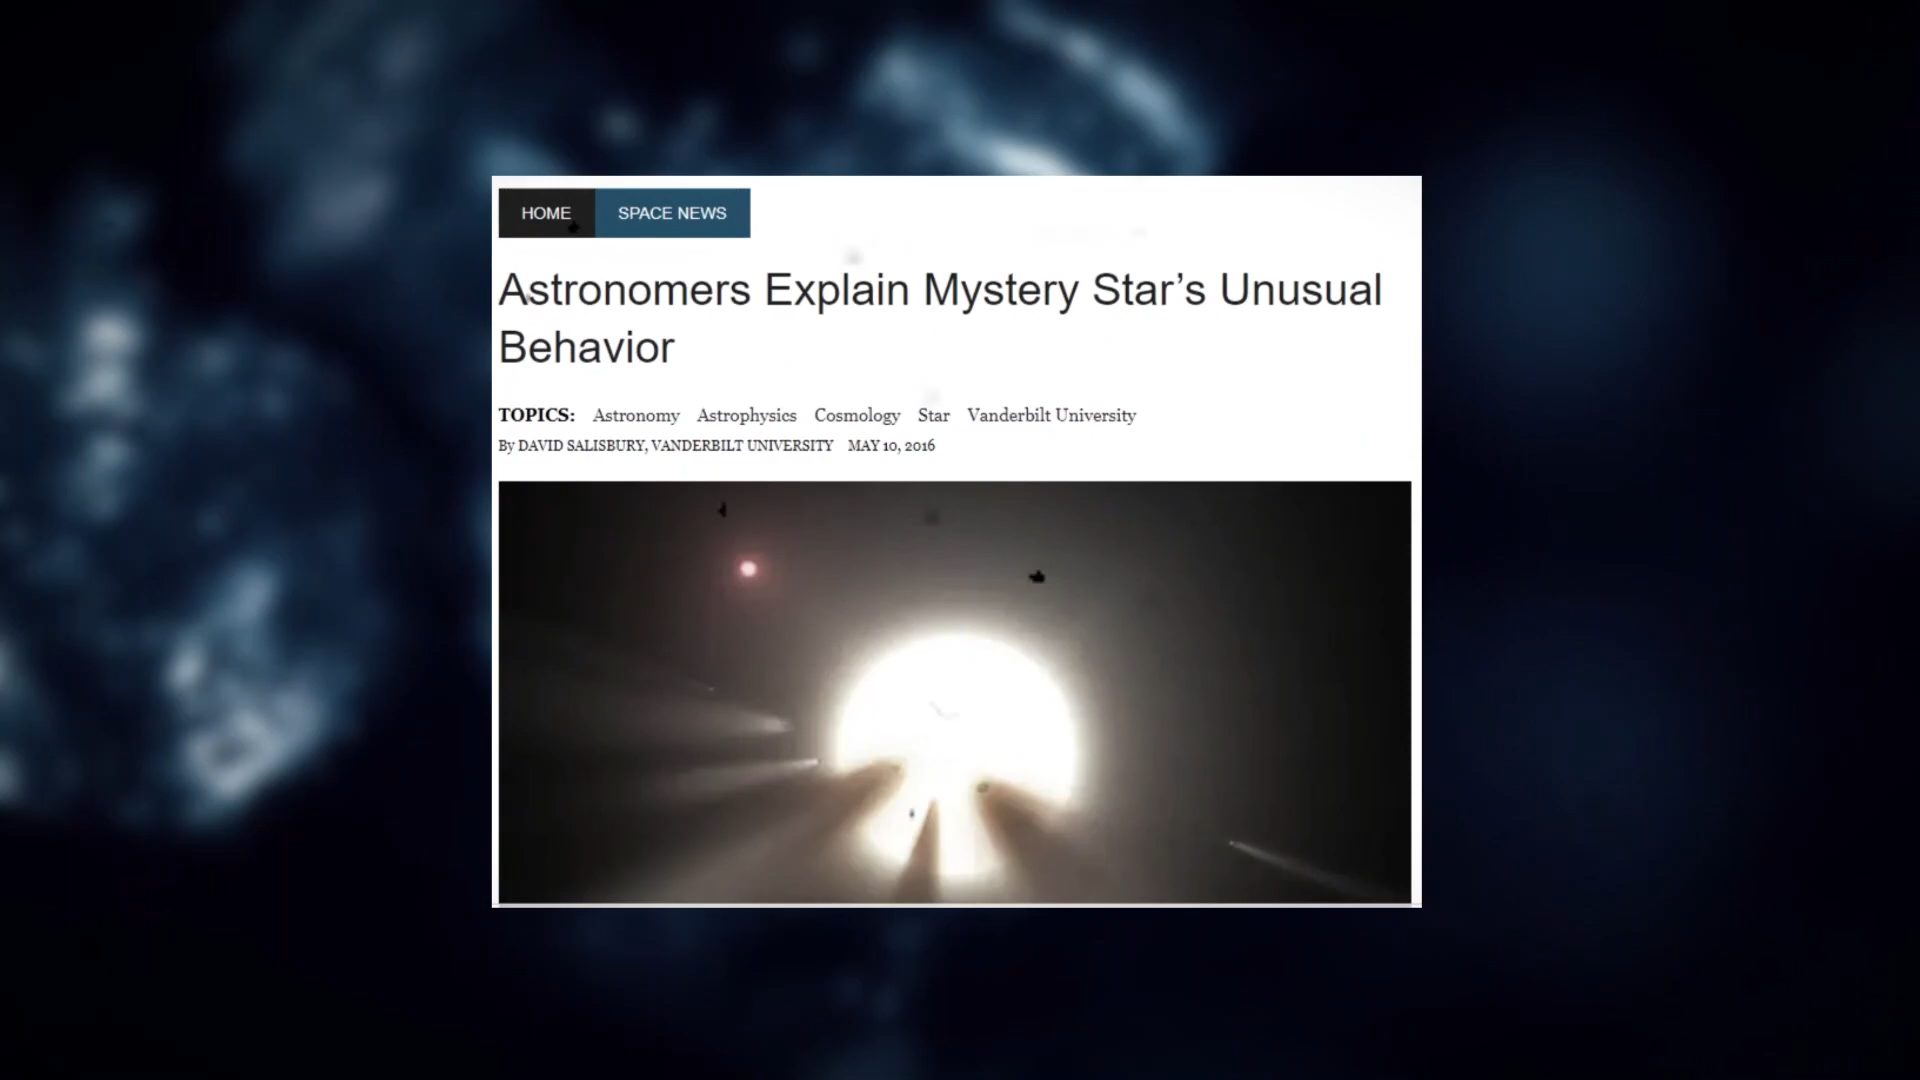 HOME SPACE NEWS
Astronomers Explain Mystery Star’s Unusual
Behavior
TOPICS: Astronomy Astrophysics Cosmology Star Vanderbilt University
By DAVID SALISBURY, VANDERBILT UNIVERSITY MAY 10, 2016